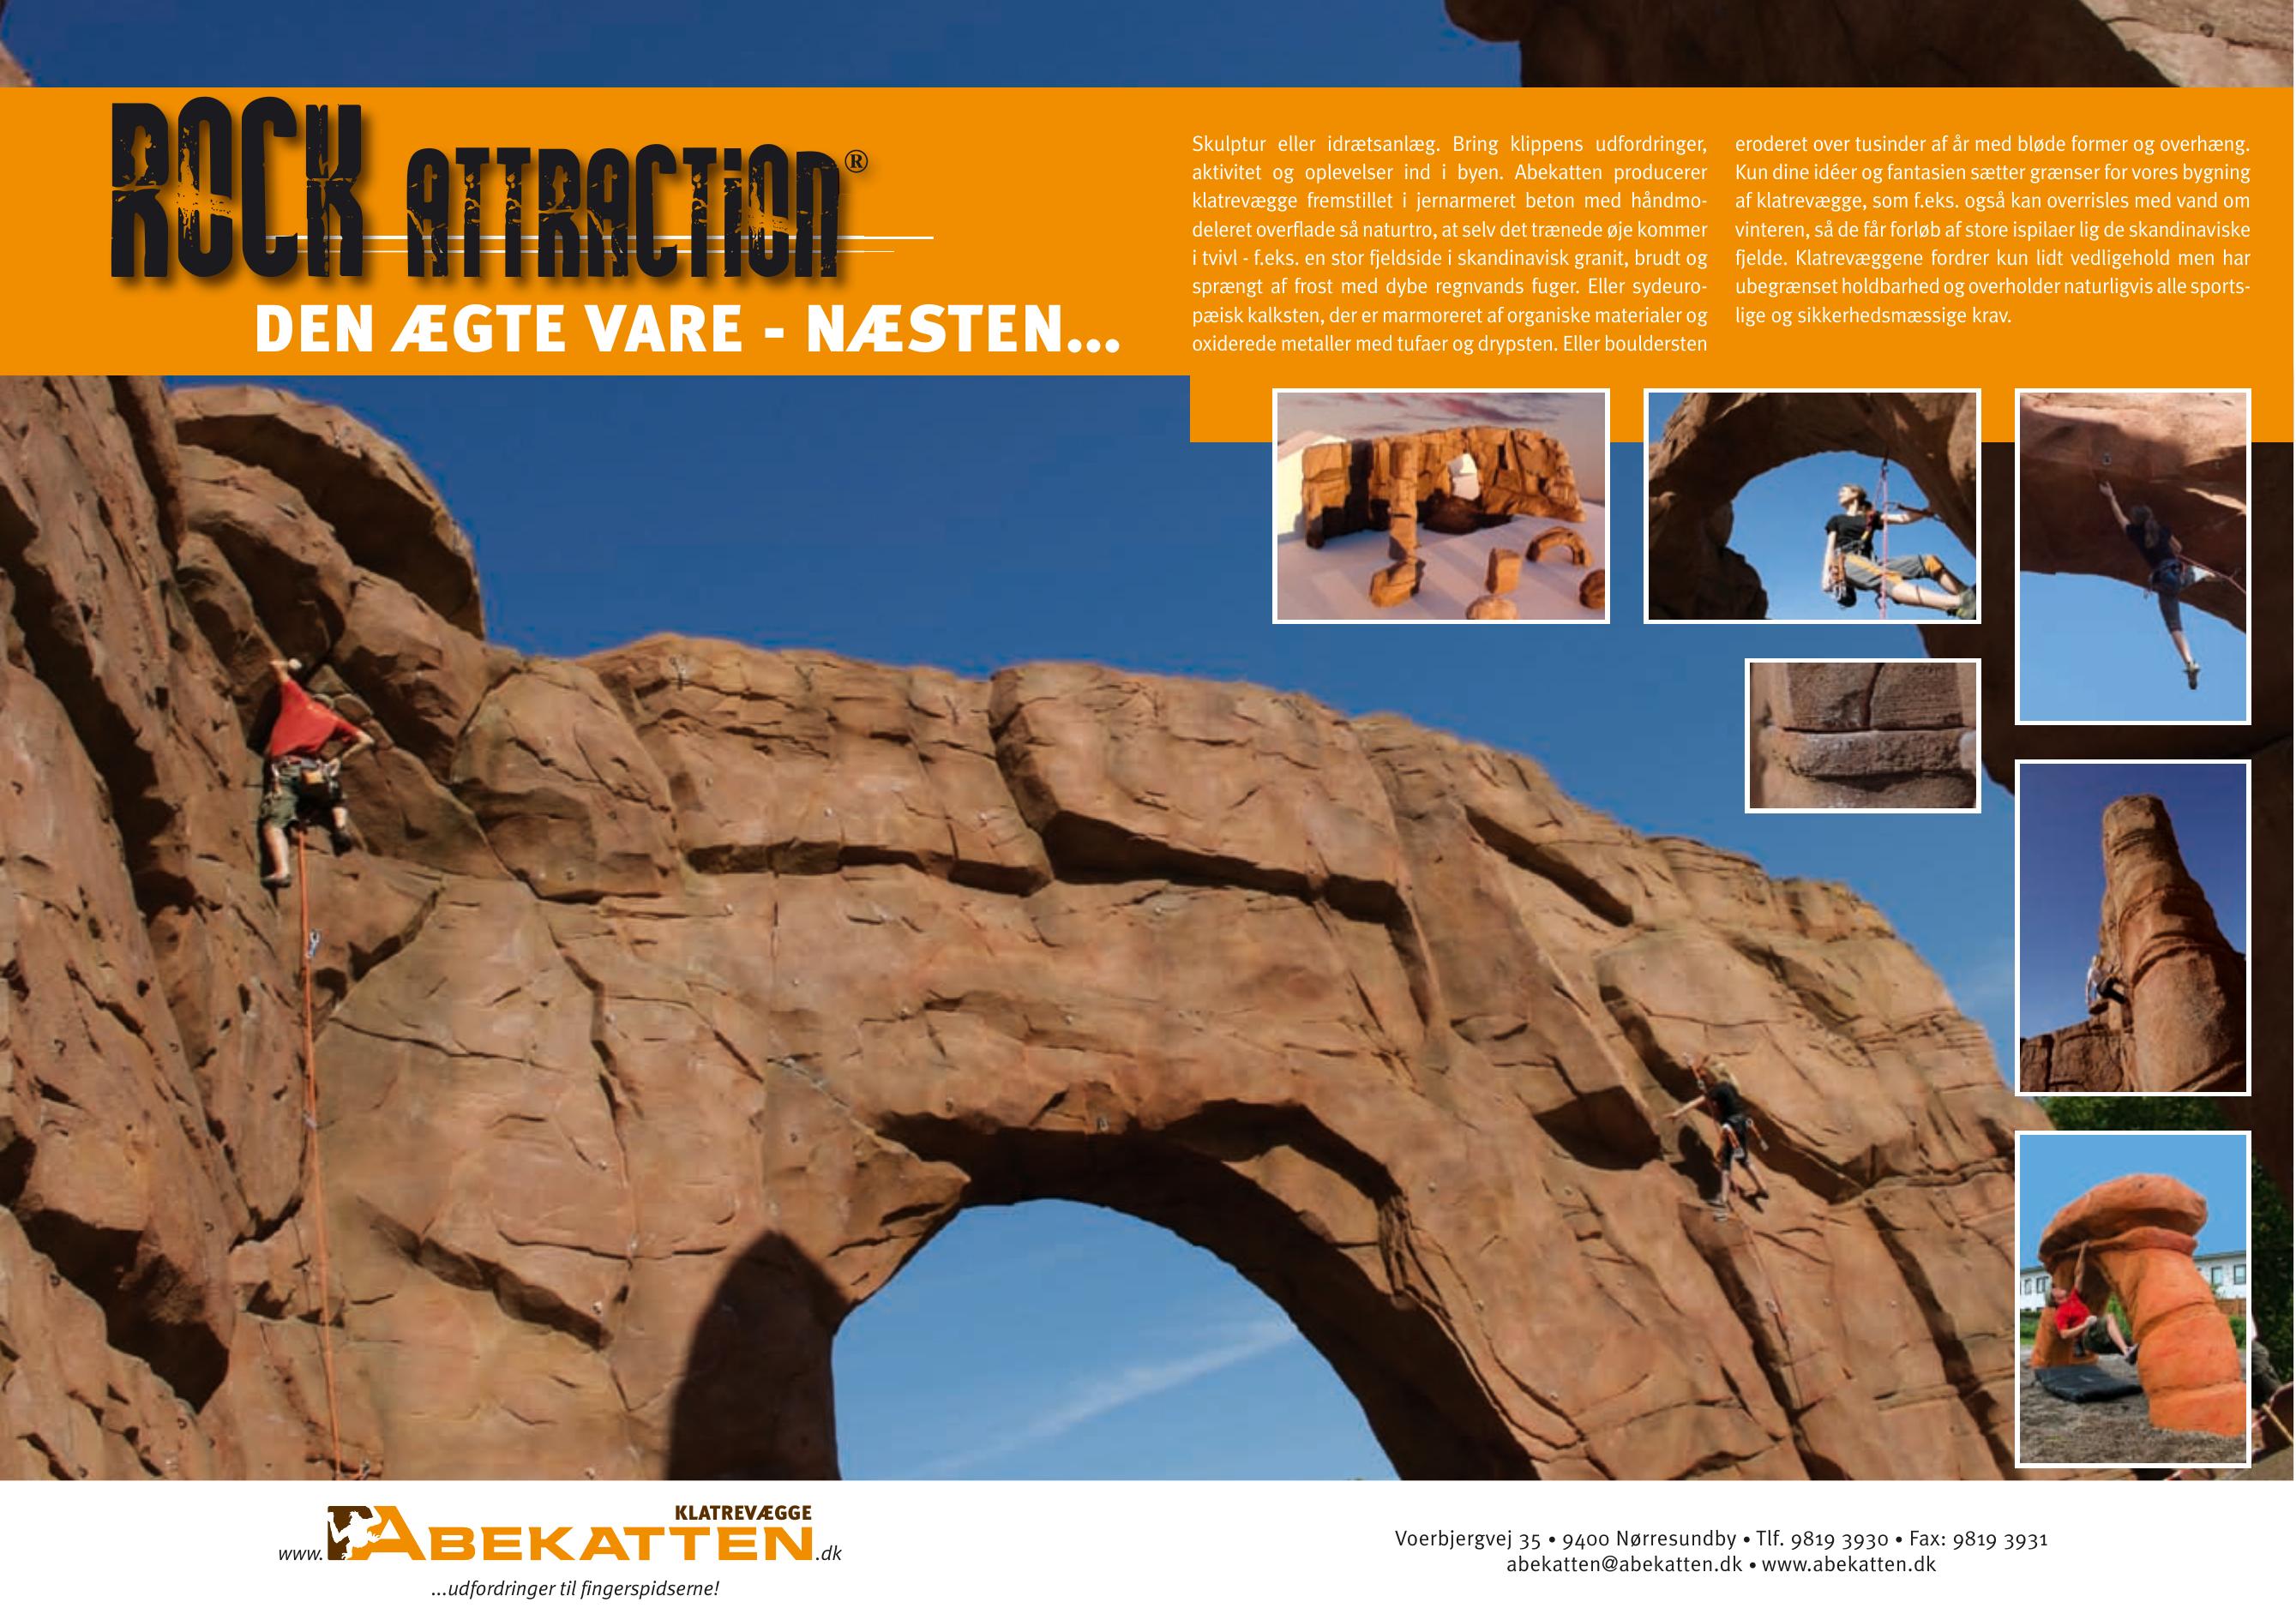 ROCK ATTRACTiON®
DEN ÆGTE VARE - NÆSTEN...
Skulptur eller idrætsanlæg. Bring klippens udfordringer,
aktivitet og oplevelser ind i byen. Abekatten producerer
klatrevægge fremstillet i jernarmeret beton med håndmo-
deleret overflade så naturtro, at selv det trænede øje kommer
i tvivl - f.eks. en stor fjeldside i skandinavisk granit, brudt og
sprængt af frost med dybe regnvands fuger. Eller sydeuro-
pæisk kalksten, der er marmoreret af organiske materialer og
oxiderede metaller med tufaer og drypsten. Eller bouldersten
eroderet over tusinder af år med bløde former og overhæng.
Kun dine idéer og fantasien sætter grænser for vores bygning
af klatrevægge, som f.eks. også kan overrisles med vand om
vinteren, så de får forløb af store ispilaer lig de skandinaviske
fjelde. Klatrevæggene fordrer kun lidt vedligehold men har
ubegrænset holdbarhed og overholder naturligvis alle sports-
lige og sikkerhedsmæssige krav.
KLATREVÆGGE
www.ABEKATTEN.dk
...udfordringer til fingerspidserne!
Voerbjergvej 35 • 9400 Nørresundby • Tlf. 9819 3930 • Fax: 9819 3931
abekatten@abekatten.dk • www.abekatten.dk